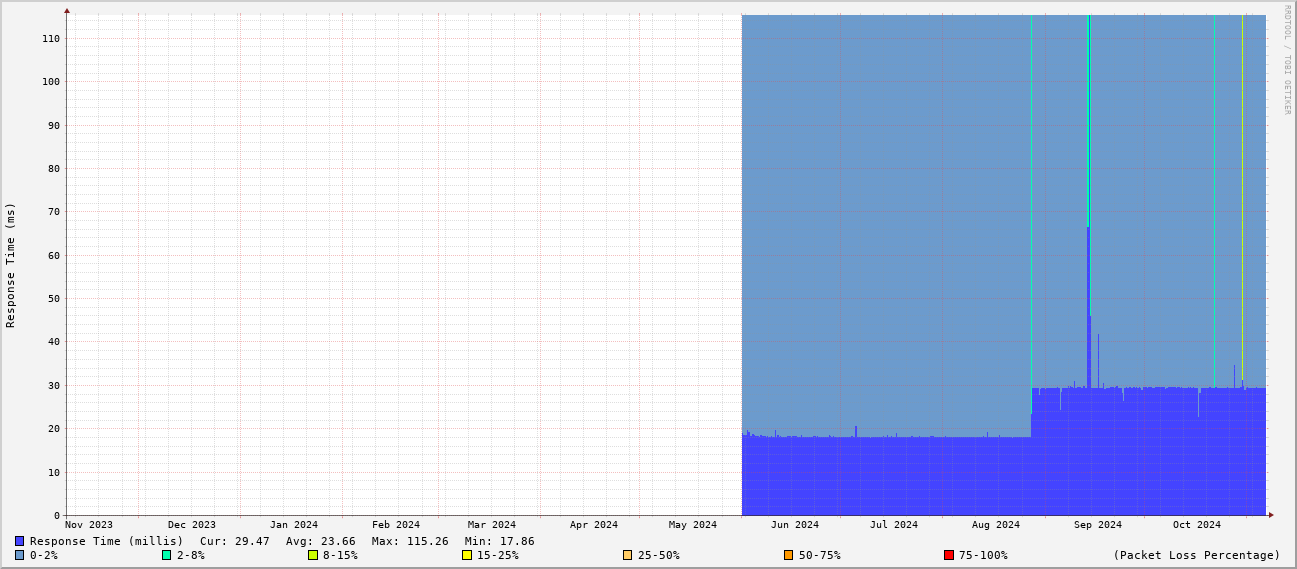 RRDTOOL / TOBI OETIKER
Response Time (ms)
110
100
90
80
70
60
50
40
30
20
10
0
Nov 2023 Dec 2023 Jan 2024 Feb 2024 Mar 2024 Apr 2024 May 2024 Jun 2024 Jul 2024 Aug 2024 Sep 2024 Oct 2024
Response Time (millis) Cur: 29.47 Avg: 23.66 Max: 115.26 Min: 17.86
0-2% 2-8% 8-15% 15-25% 25-50% 50-75% 75-100% (Packet Loss Percentage)